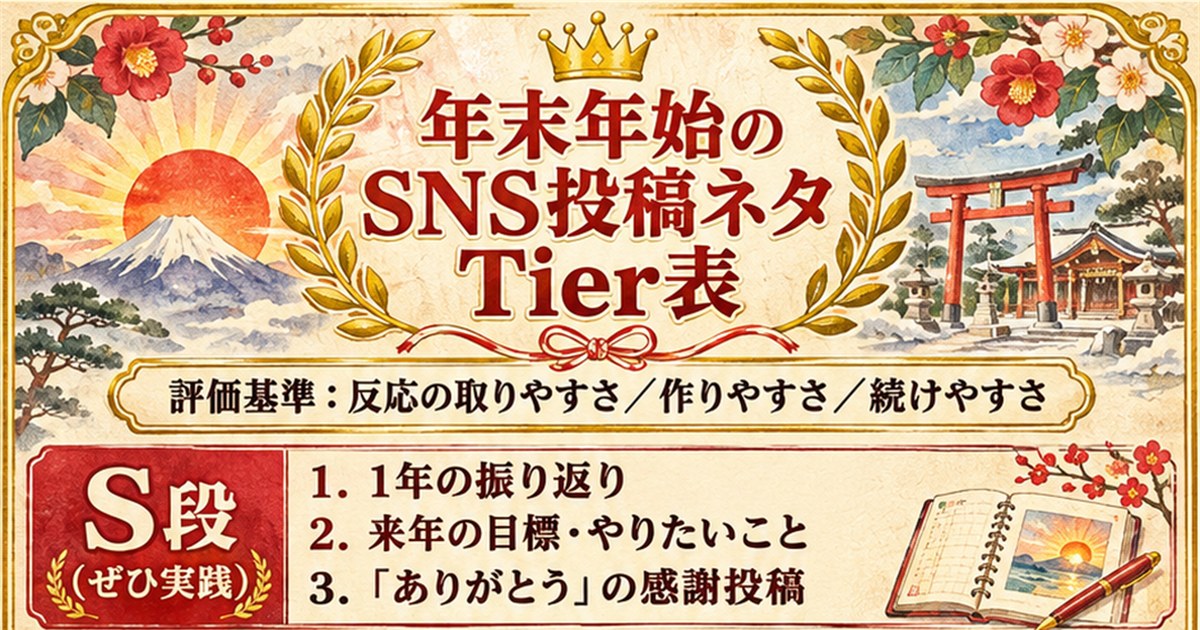 年末年始の
SNS投稿ネタ
Tier表
評価基準：反応の取りやすさ／作りやすさ／続けやすさ
S段
(ぜひ実践)
1. 1年の振り返り
2. 来年の目標・やりたいこと
3. 「ありがとう」の感謝投稿